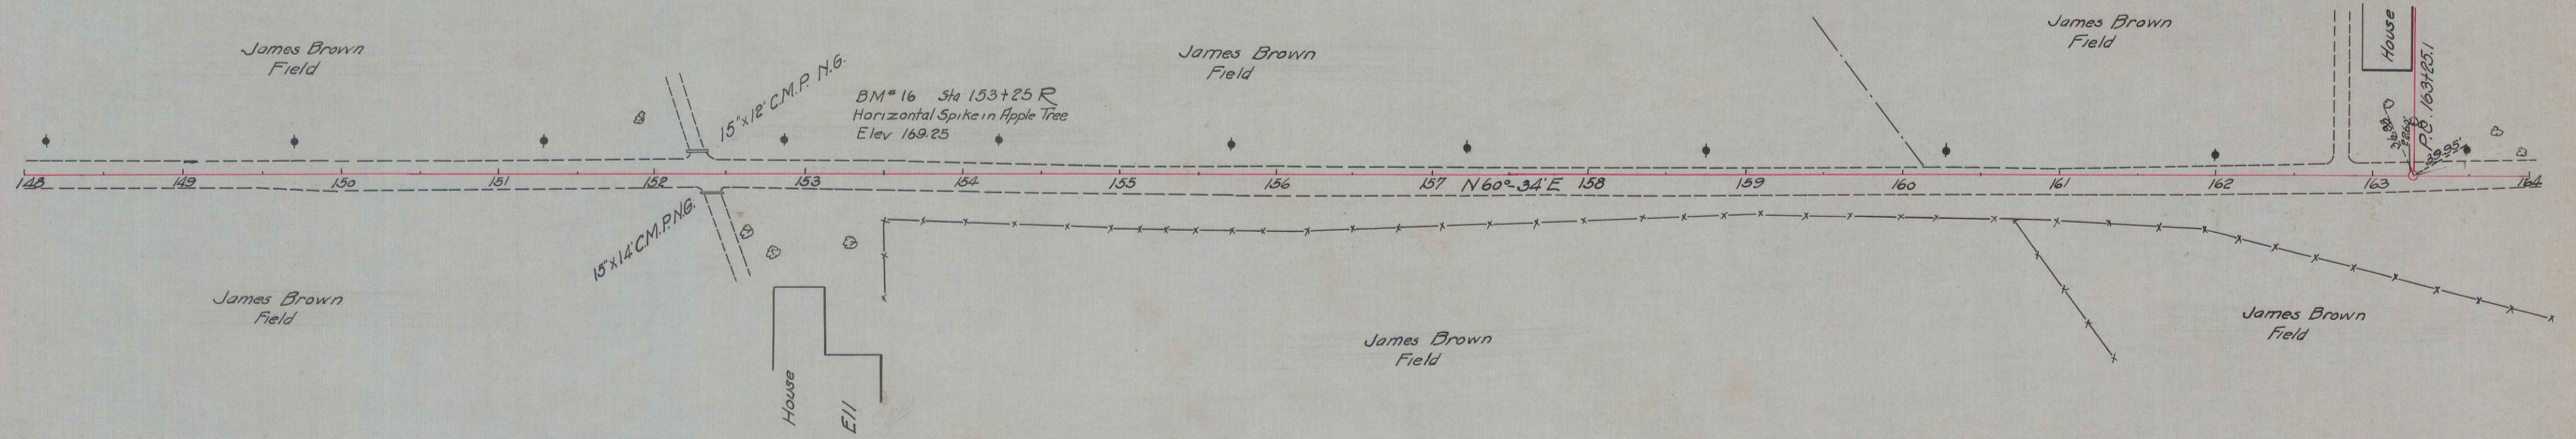 James Brown
Field
15"x12' C.M.P. N.G.
BM#16 Sta 153+25 R
Horizontal Spike in Apple Tree
Elev 169.25
James Brown
Field
James Brown
Field
House
P.C. 163+25.1
39.95
148 149 150 151 152 153 154 155 156 157 N60°-34'E 158 159 160 161 162 163 164
15"x14' C.M.P. N.G.
James Brown
Field
House
Ell
James Brown
Field
James Brown
Field